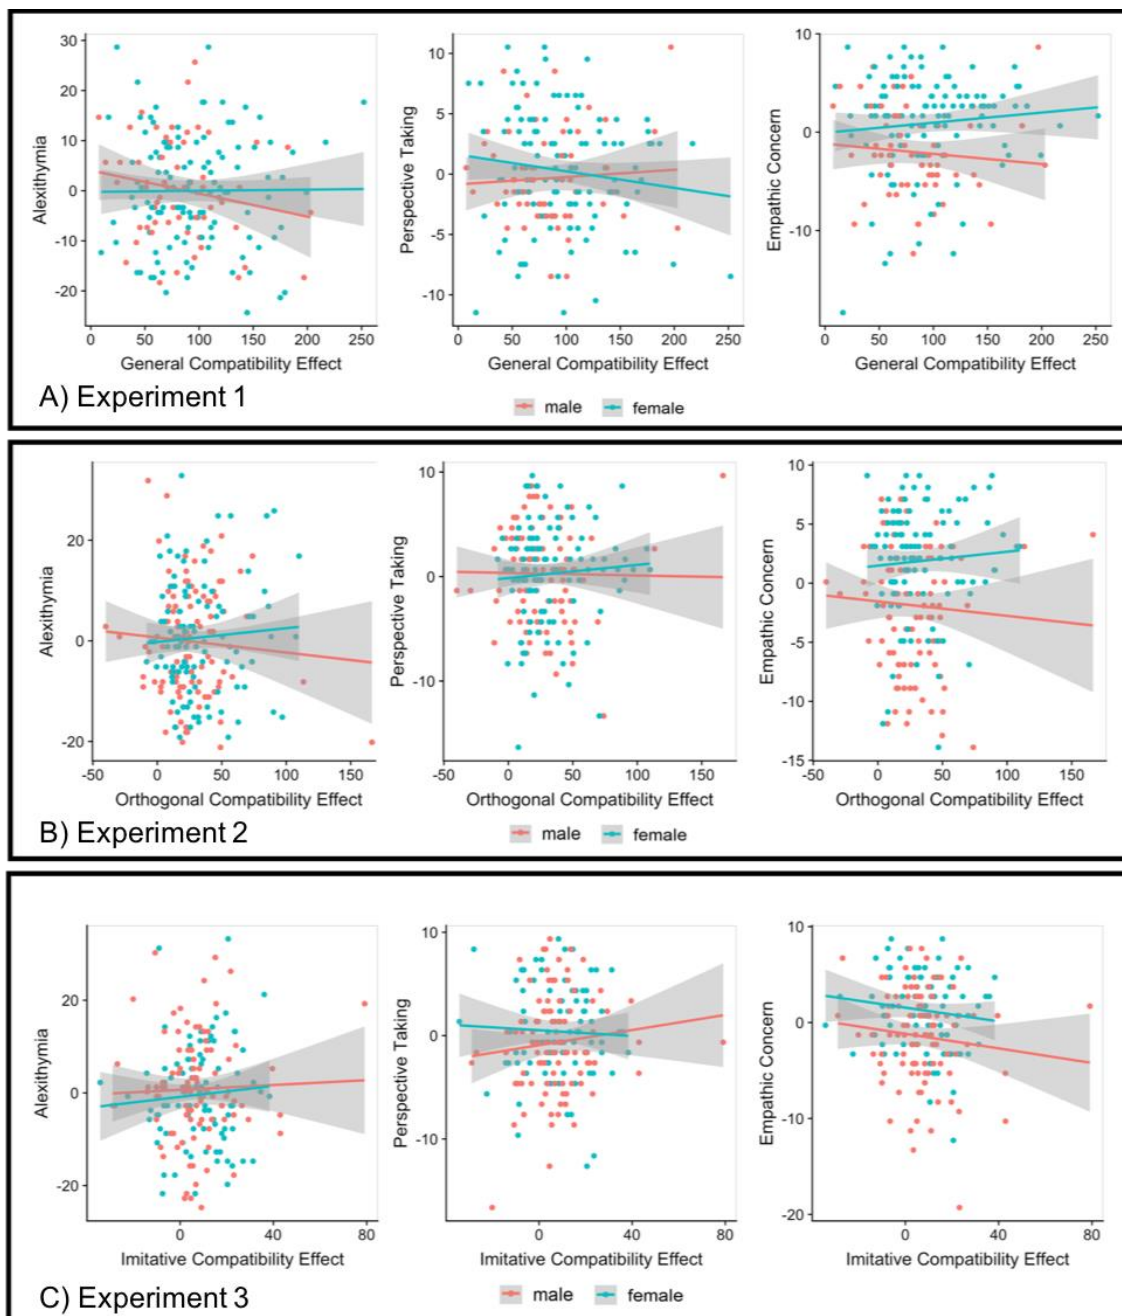 30
20
10
0
-10
-20
Alexithymia
0 50 100 150 200 250
General Compatibility Effect
10
5
0
-5
-10
Perspective Taking
0 50 100 150 200 250
General Compatibility Effect
10
0
-10
Empathic Concern
0 50 100 150 200 250
General Compatibility Effect
A) Experiment 1
male female
20
0
-20
Alexithymia
-50 0 50 100 150
Orthogonal Compatibility Effect
10
0
-10
Perspective Taking
-50 0 50 100 150
Orthogonal Compatibility Effect
10
5
0
-5
-10
-15
Empathic Concern
-50 0 50 100 150
Orthogonal Compatibility Effect
B) Experiment 2
male female
20
0
-20
Alexithymia
0 40 80
Imitative Compatibility Effect
10
0
-10
Perspective Taking
0 40 80
Imitative Compatibility Effect
10
0
-10
-20
Empathic Concern
0 40 80
Imitative Compatibility Effect
C) Experiment 3
male female